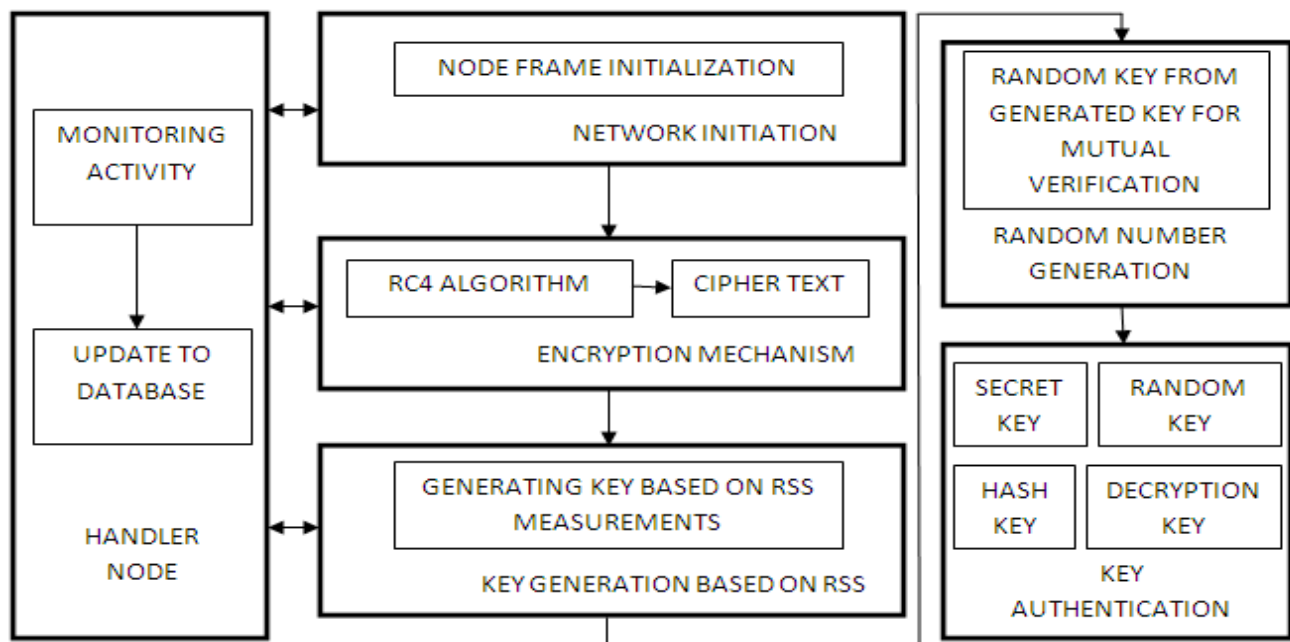 MONITORING
ACTIVITY
UPDATE TO
DATABASE
HANDLER
NODE
NODE FRAME INITIALIZATION
NETWORK INITIATION
RC4 ALGORITHM
CIPHER TEXT
ENCRYPTION MECHANISM
GENERATING KEY BASED ON RSS
MEASUREMENTS
KEY GENERATION BASED ON RSS
RANDOM KEY FROM
GENERATED KEY FOR
MUTUAL
VERIFICATION
RANDOM NUMBER
GENERATION
SECRET
KEY
RANDOM
KEY
HASH
KEY
DECRYPTION
KEY
KEY
AUTHENTICATION